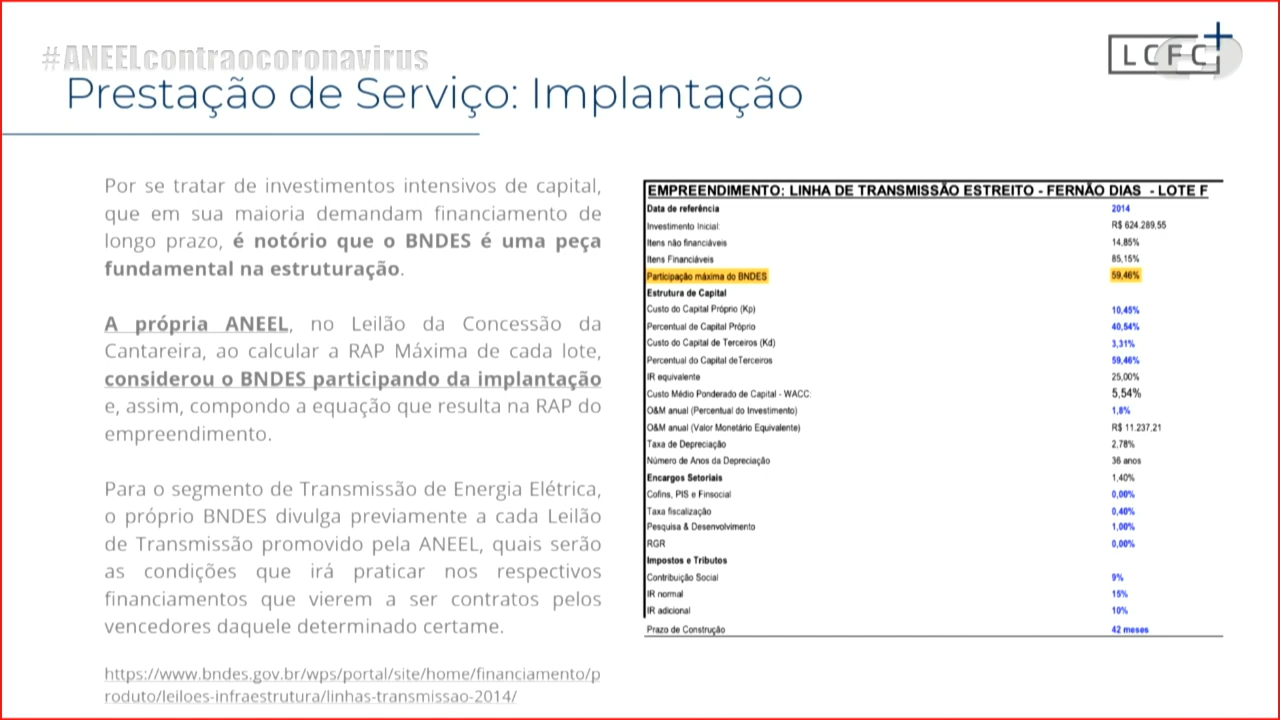 #ANEELcontraocoronavirus
LCFC
Prestação de Serviço: Implantação
Por se tratar de investimentos intensivos de capital,
que em sua maioria demandam financiamento de
longo prazo, é notório que o BNDES é uma peça
fundamental na estruturação.
A própria ANEEL, no Leilão da Concessão da
Cantareira, ao calcular a RAP Máxima de cada lote,
considerou o BNDES participando da implantação
e, assim, compondo a equação que resulta na RAP do
empreendimento.
Para o segmento de Transmissão de Energia Elétrica,
o próprio BNDES divulga previamente a cada Leilão
de Transmissão promovido pela ANEEL, quais serão
as condições que irá praticar nos respectivos
financiamentos que vierem a ser contratos pelos
vencedores daquele determinado certame.
https://www.bndes.gov.br/wps/portal/site/home/financiamento/p
roduto/leiloes-infraestrutura/linhas-transmissao-2014/
EMPREENDIMENTO: LINHA DE TRANSMISSÃO ESTREITO - FERNÃO DIAS - LOTE F
Data de referência 2014
Investimento Inicial: R$ 624.289,55
Itens não financiáveis 14,85%
Itens Financiáveis 85,15%
Participação máxima do BNDES 59,46%
Estrutura de Capital
Custo do Capital Próprio (Kp) 10,45%
Percentual de Capital Próprio 40,54%
Custo do Capital de Terceiros (Kd) 3,31%
Percentual do Capital de Terceiros 59,46%
IR equivalente 25,00%
Custo Médio Ponderado de Capital - WACC: 5,54%
O&M anual (Percentual do Investimento) 1,8%
O&M anual (Valor Monetário Equivalente) R$ 11.237,21
Taxa de Depreciação 2,78%
Número de Anos da Depreciação 36 anos
Encargos Setoriais 1,40%
Cofins, PIS e Finsocial 0,00%
Taxa fiscalização 0,40%
Pesquisa & Desenvolvimento 1,00%
RGR 0,00%
Impostos e Tributos
Contribuição Social 9%
IR normal 15%
IR adicional 10%
Prazo de Construção 42 meses